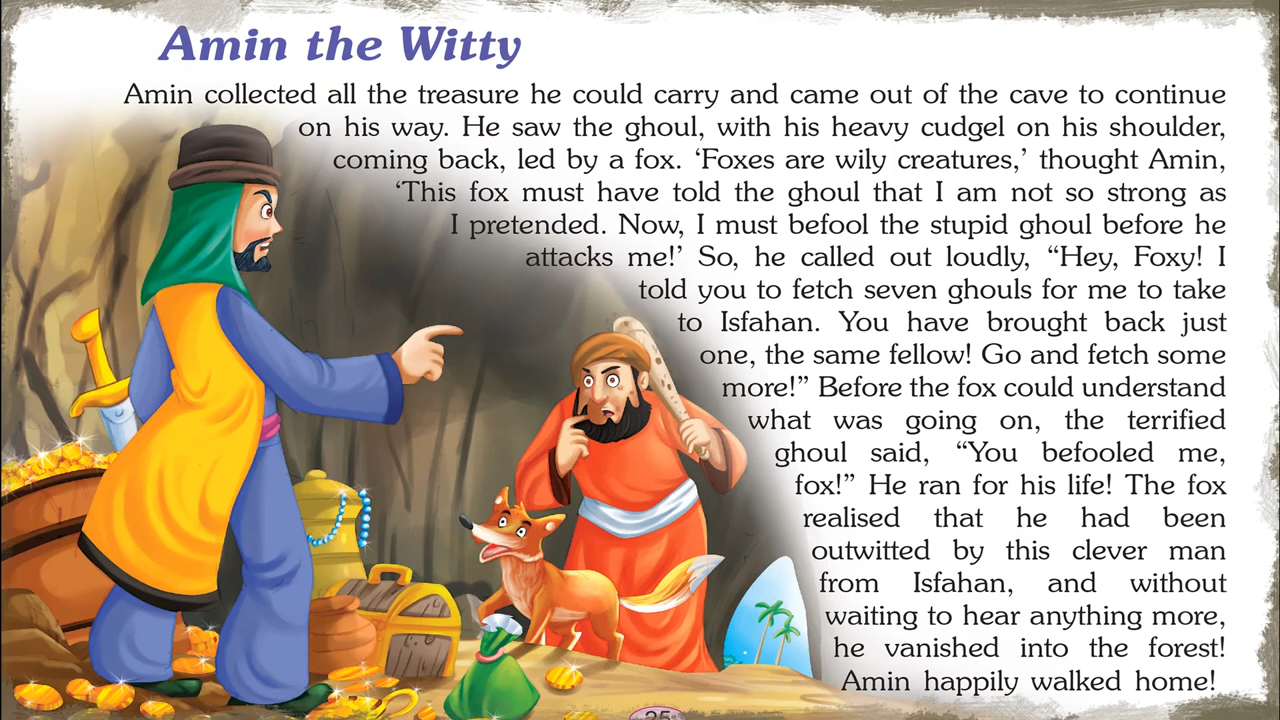 Amin the Witty
Amin collected all the treasure he could carry and came out of the cave to continue
on his way. He saw the ghoul, with his heavy cudgel on his shoulder,
coming back, led by a fox. ‘Foxes are wily creatures,’ thought Amin,
‘This fox must have told the ghoul that I am not so strong as
I pretended. Now, I must befool the stupid ghoul before he
attacks me!’ So, he called out loudly, “Hey, Foxy! I
told you to fetch seven ghouls for me to take
to Isfahan. You have brought back just
one, the same fellow! Go and fetch some
more!” Before the fox could understand
what was going on, the terrified
ghoul said, “You befooled me,
fox!” He ran for his life! The fox
realised that he had been
outwitted by this clever man
from Isfahan, and without
waiting to hear anything more,
he vanished into the forest!
Amin happily walked home!